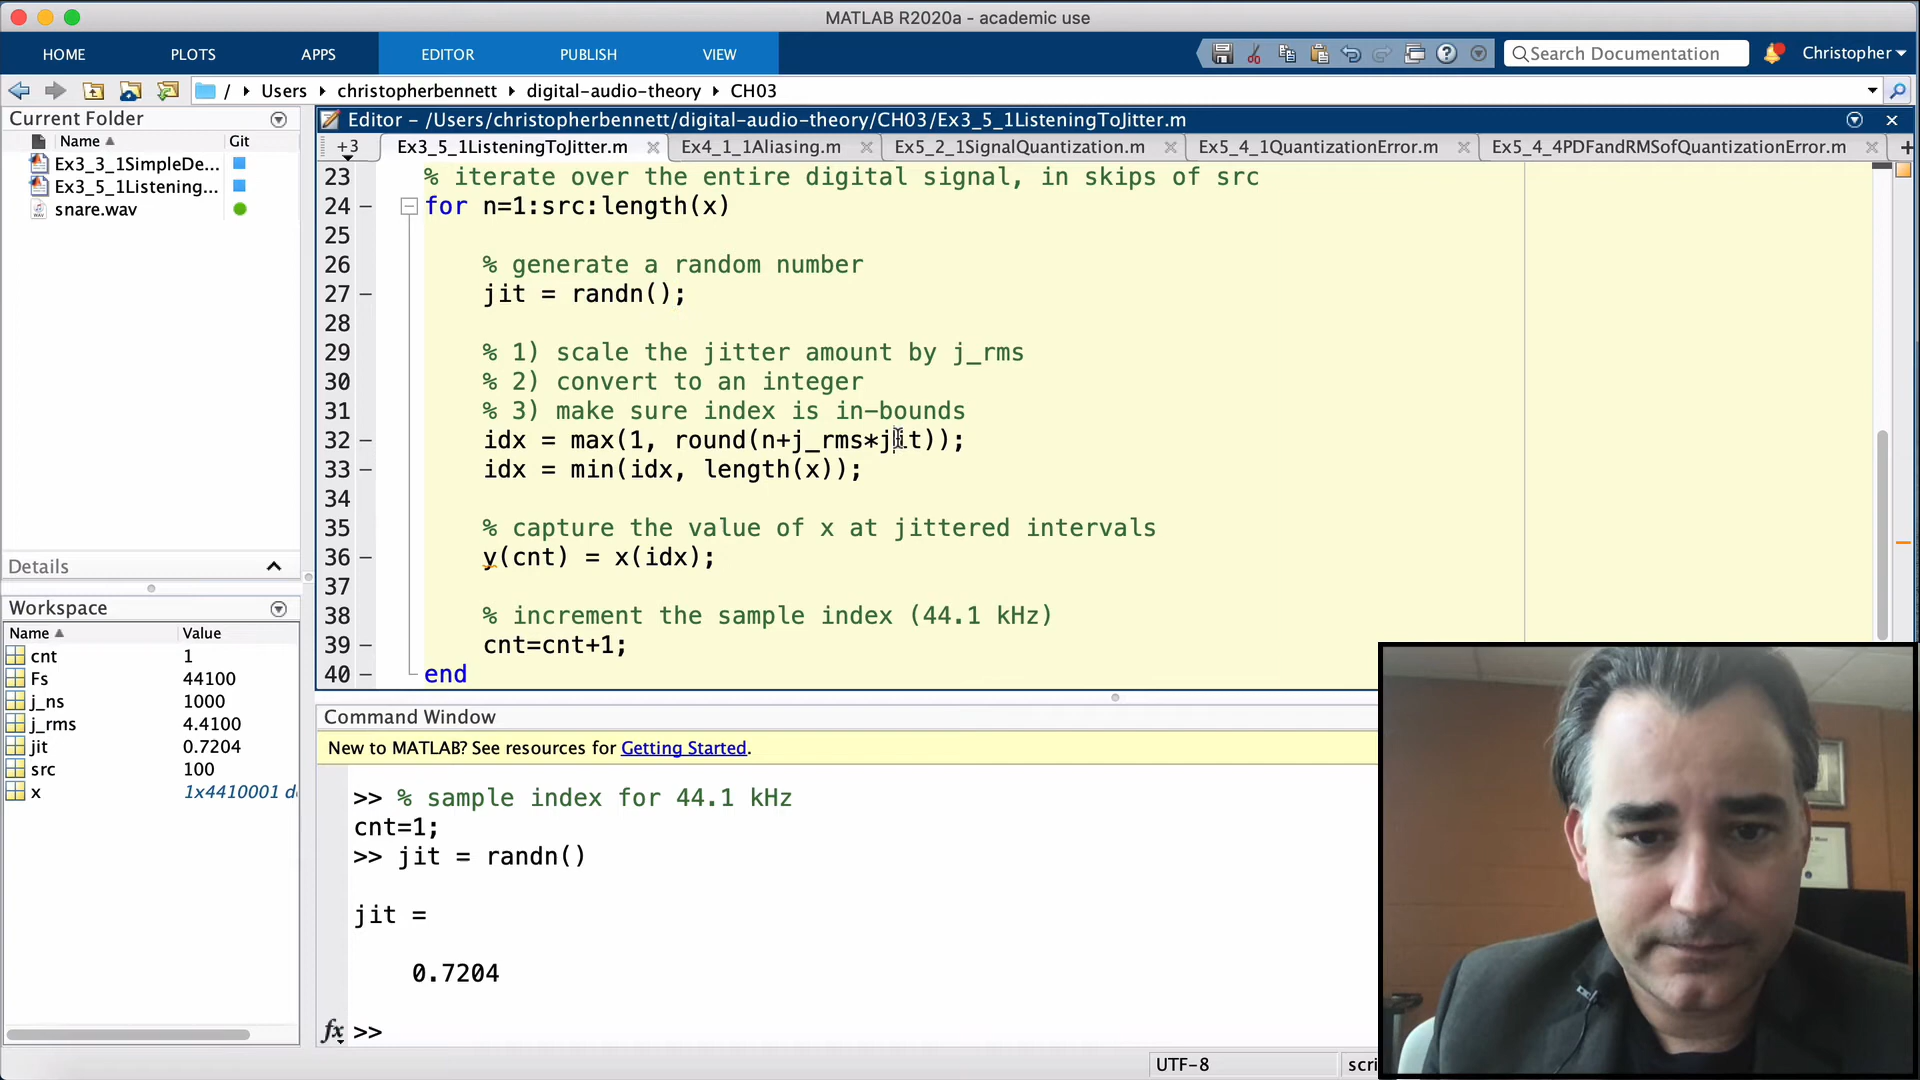 MATLAB R2020a - academic use
HOME PLOTS APPS EDITOR PUBLISH VIEW Search Documentation Christopher
/ Users christopherbennett digital-audio-theory CH03
Current Folder
Name Git
Ex3_3_1SimpleDe...
Ex3_5_1Listening...
snare.wav
Details
Workspace
Name Value
cnt 1
Fs 44100
j_ns 1000
j_rms 4.4100
jit 0.7204
src 100
x 1x4410001 d
Editor – /Users/christopherbennett/digital-audio-theory/CH03/Ex3_5_1ListeningToJitter.m
+3 Ex3_5_1ListeningToJitter.m Ex4_1_1Aliasing.m Ex5_2_1SignalQuantization.m Ex5_4_1QuantizationError.m Ex5_4_4PDFandRMSofQuantizationError.m
23 % iterate over the entire digital signal, in skips of src
24 – for n=1:src:length(x)
25
26 % generate a random number
27 – jit = randn();
28
29 % 1) scale the jitter amount by j_rms
30 % 2) convert to an integer
31 % 3) make sure index is in-bounds
32 – idx = max(1, round(n+j_rms*jit));
33 – idx = min(idx, length(x));
34
35 % capture the value of x at jittered intervals
36 – y(cnt) = x(idx);
37
38 % increment the sample index (44.1 kHz)
39 – cnt=cnt+1;
40 – end
Command Window
New to MATLAB? See resources for Getting Started.
>> % sample index for 44.1 kHz
cnt=1;
>> jit = randn()
jit =
0.7204
fx >>
UTF-8 scri